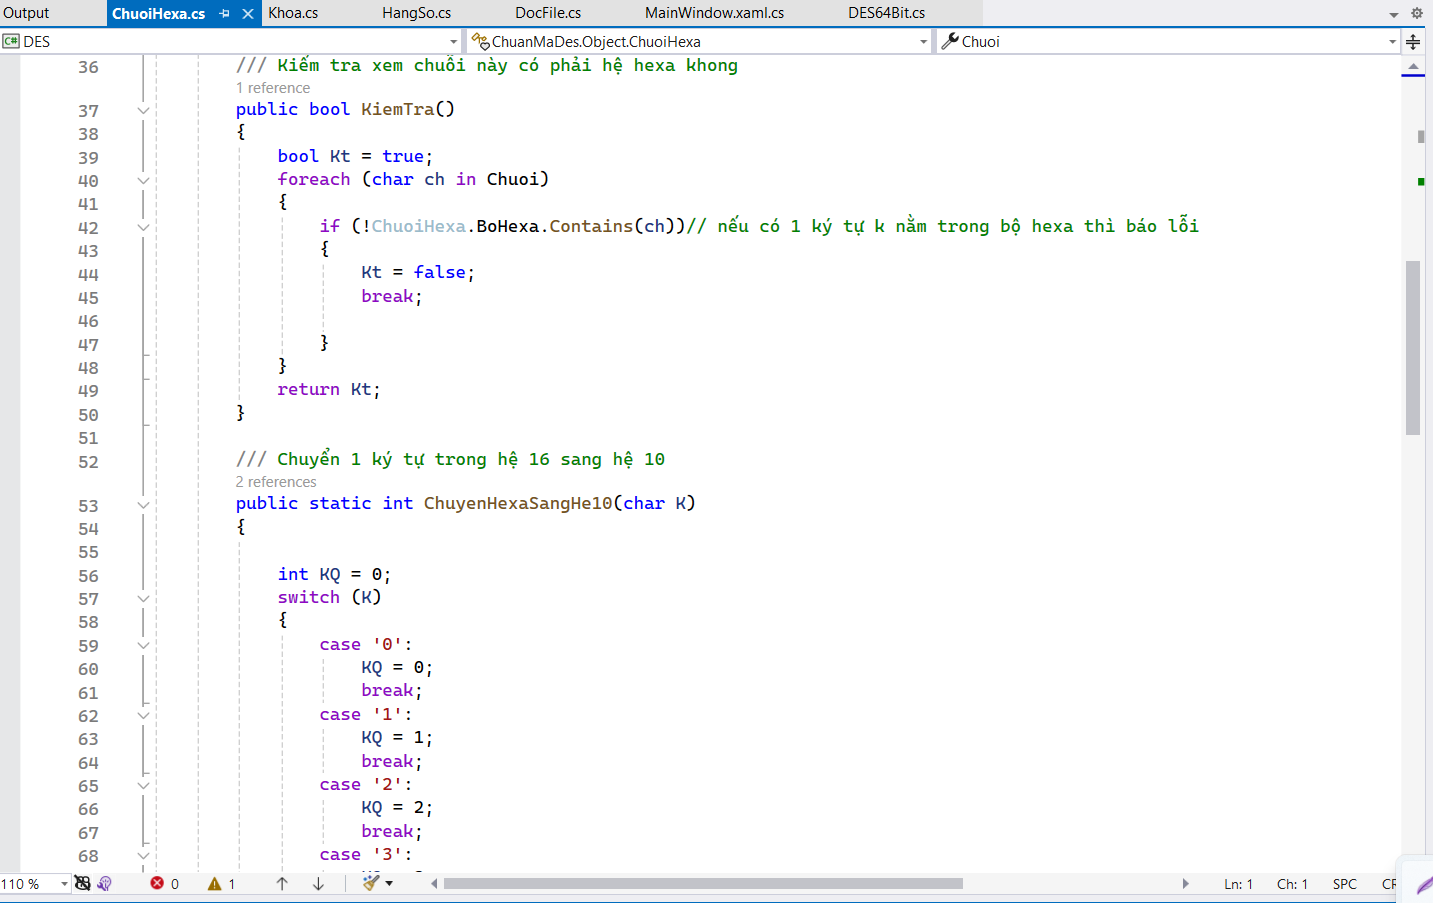 Output ChuoiHexa.cs Khoa.cs HangSo.cs DocFile.cs MainWindow.xaml.cs DES64Bit.cs
C# DES ChuanMaDes.Object.ChuoiHexa Chuoi
36 /// Kiểm tra xem chuỗi này có phải hệ hexa khong
1 reference
37 public bool KiemTra()
38 {
39 bool Kt = true;
40 foreach (char ch in Chuoi)
41 {
42 if (!ChuoiHexa.BoHexa.Contains(ch))// nếu có 1 ký tự k nằm trong bộ hexa thì báo lỗi
43 {
44 Kt = false;
45 break;
46
47 }
48 }
49 return Kt;
50 }
51
52 /// Chuyển 1 ký tự trong hệ 16 sang hệ 10
2 references
53 public static int ChuyenHexaSangHe10(char K)
54 {
55
56 int KQ = 0;
57 switch (K)
58 {
59 case '0':
60 KQ = 0;
61 break;
62 case '1':
63 KQ = 1;
64 break;
65 case '2':
66 KQ = 2;
67 break;
68 case '3':
110 % 0 1 Ln: 1 Ch: 1 SPC